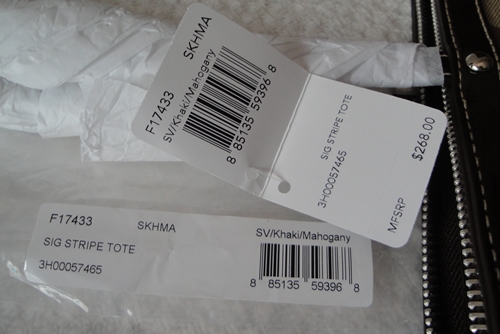 SKHMA
F17433
SV/Khaki/Mahogany
8 85135 59396 8
SIG STRIPE TOTE
3H00057465
$268.00
MFSRP
F17433 SKHMA SV/Khaki/Mahogany
SIG STRIPE TOTE
3H00057465
8 85135 59396 8